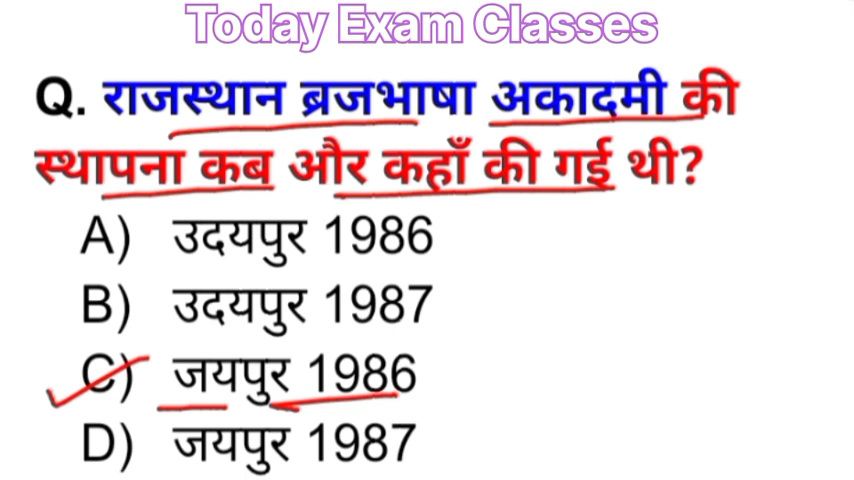 Today Exam Classes
Q. राजस्थान ब्रजभाषा अकादमी की
स्थापना कब और कहाँ की गई थी?
A) उदयपुर 1986
B) उदयपुर 1987
C) जयपुर 1986
D) जयपुर 1987